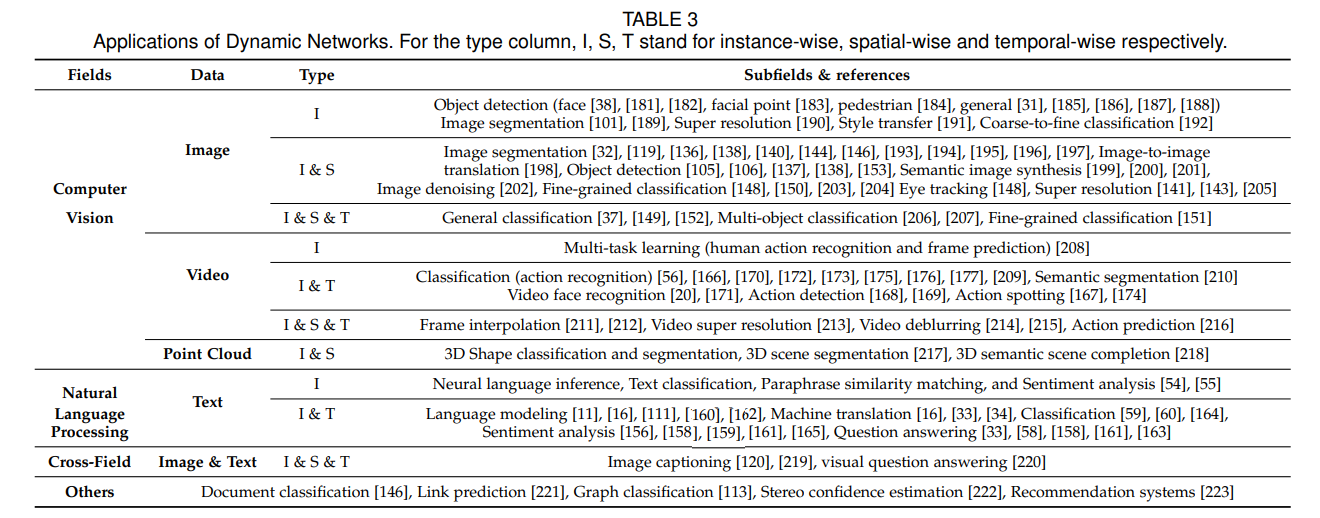 TABLE 3
Applications of Dynamic Networks. For the type column, I, S, T stand for instance-wise, spatial-wise and temporal-wise respectively.
Fields Data Type Subfields & references
Computer Vision
Image
I
Object detection (face [38], [181], [182], facial point [183], pedestrian [184], general [31], [185], [186], [187], [188])
Image segmentation [101], [189], Super resolution [190], Style transfer [191], Coarse-to-fine classification [192]
I & S
Image segmentation [32], [119], [136], [138], [140], [144], [146], [193], [194], [195], [196], [197], Image-to-image
translation [198], Object detection [105], [106], [137], [138], [153], Semantic image synthesis [199], [200], [201],
Image denoising [202], Fine-grained classification [148], [150], [203], [204] Eye tracking [148], Super resolution [141], [143], [205]
I & S & T
General classification [37], [149], [152], Multi-object classification [206], [207], Fine-grained classification [151]
Video
I
Multi-task learning (human action recognition and frame prediction) [208]
I & T
Classification (action recognition) [56], [166], [170], [172], [173], [175], [176], [177], [209], Semantic segmentation [210]
Video face recognition [20], [171], Action detection [168], [169], Action spotting [167], [174]
I & S & T
Frame interpolation [211], [212], Video super resolution [213], Video deblurring [214], [215], Action prediction [216]
Point Cloud
I & S
3D Shape classification and segmentation, 3D scene segmentation [217], 3D semantic scene completion [218]
Natural
Language
Processing
Text
I
Neural language inference, Text classification, Paraphrase similarity matching, and Sentiment analysis [54], [55]
I & T
Language modeling [11], [16], [111], [160], [162], Machine translation [16], [33], [34], Classification [59], [60], [164],
Sentiment analysis [156], [158], [159], [161], [165], Question answering [33], [58], [158], [161], [163]
Cross-Field Image & Text I & S & T Image captioning [120], [219], visual question answering [220]
Others Document classification [146], Link prediction [221], Graph classification [113], Stereo confidence estimation [222], Recommendation systems [223]